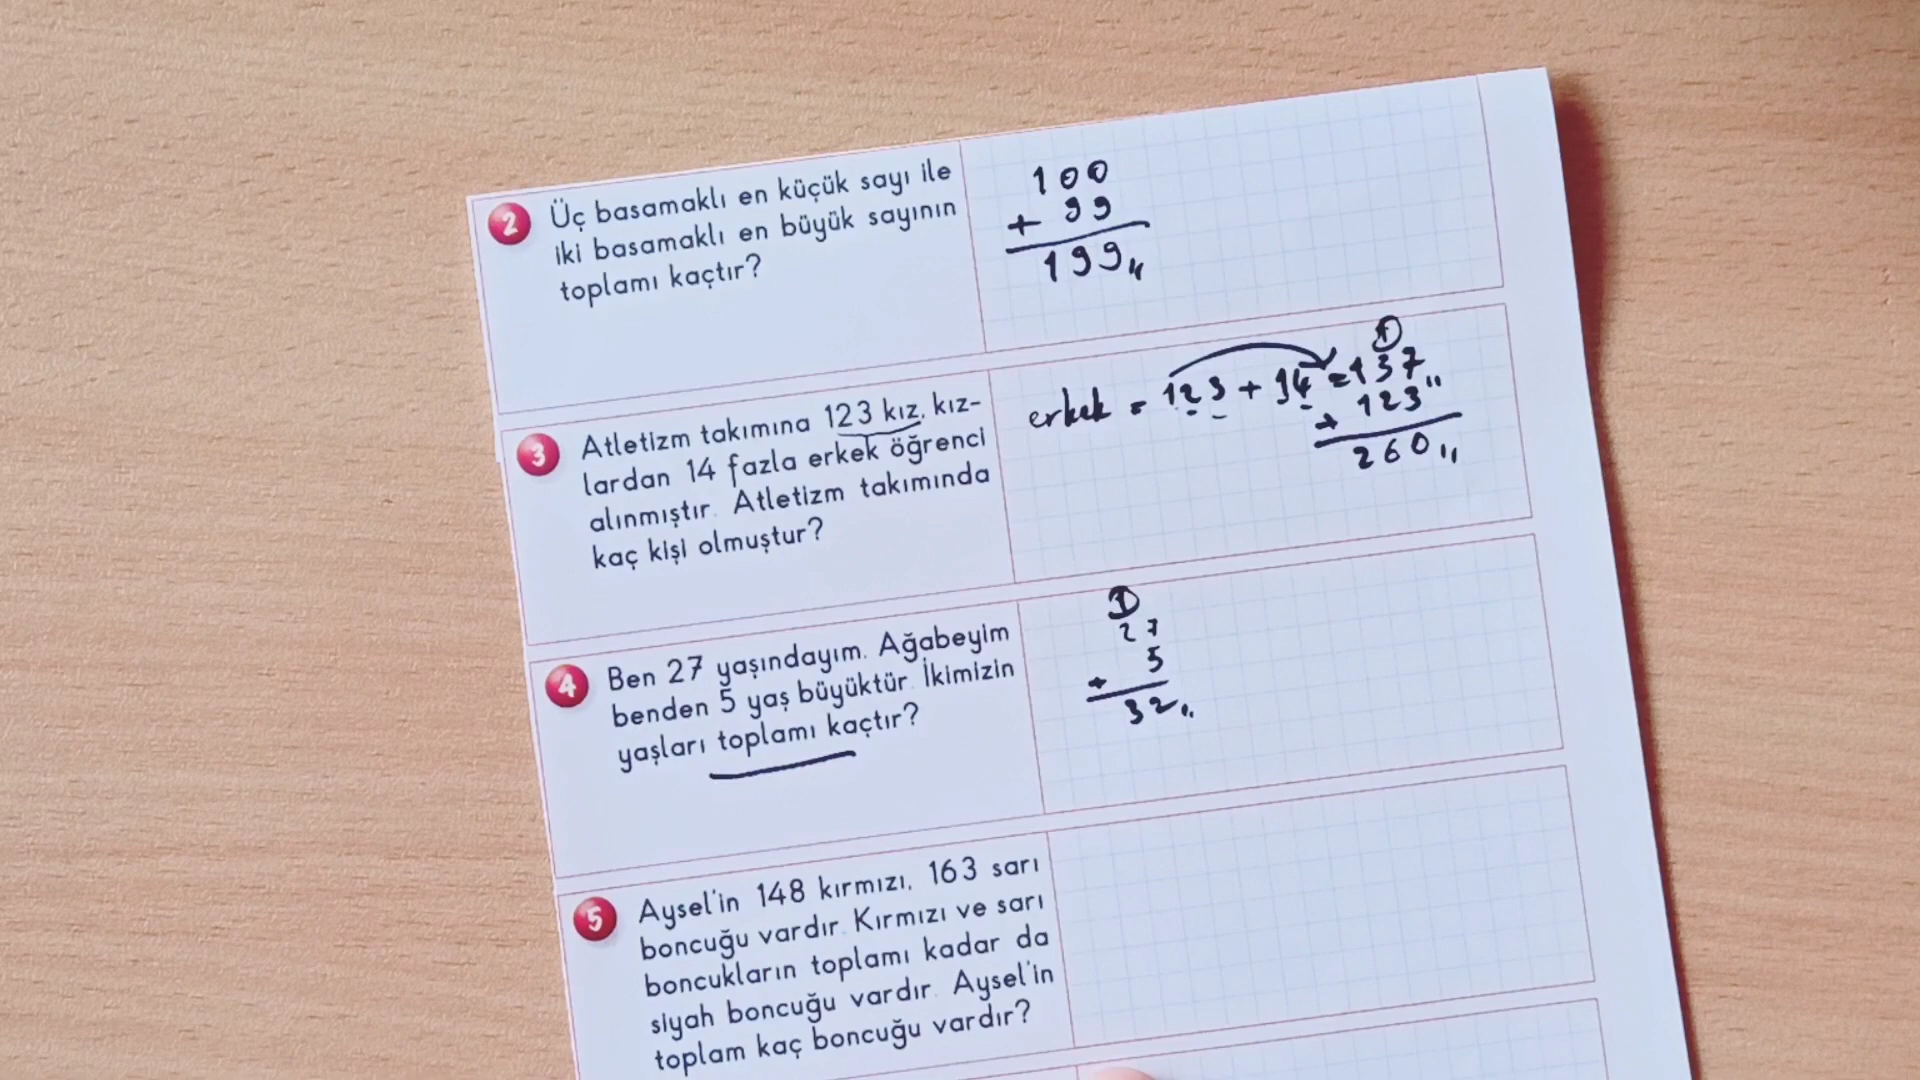 2
Üç basamaklı en küçük sayı ile
iki basamaklı en büyük sayının
toplamı kaçtır?
100
+ 99
199"
3
Atletizm takımına 123 kız, kız-
lardan 14 fazla erkek öğrenci
alınmıştır. Atletizm takımında
kaç kişi olmuştur?
1
erkek = 123 + 14 = 137"
+ 123
260"
4
Ben 27 yaşındayım. Ağabeyim
benden 5 yaş büyüktür. İkimizin
yaşları toplamı kaçtır?
1
27
+ 5
32"
5
Aysel'in 148 kırmızı, 163 sarı
boncuğu vardır. Kırmızı ve sarı
boncukların toplamı kadar da
siyah boncuğu vardır. Aysel'in
toplam kaç boncuğu vardır?